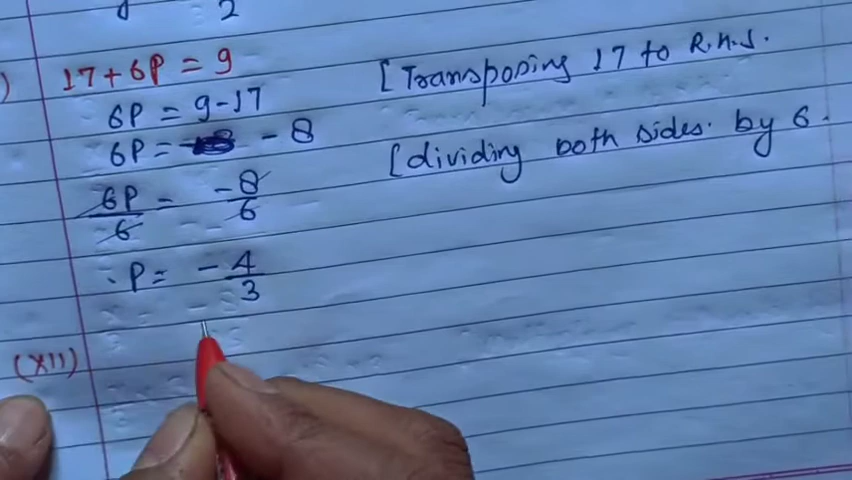 2
) 17+6P = 9 [Transposing 17 to R.H.S.
6P = 9-17
6P = - 8 [dividing both sides. by 6.
6P/6 = -8/6
P = -4/3
(XII)